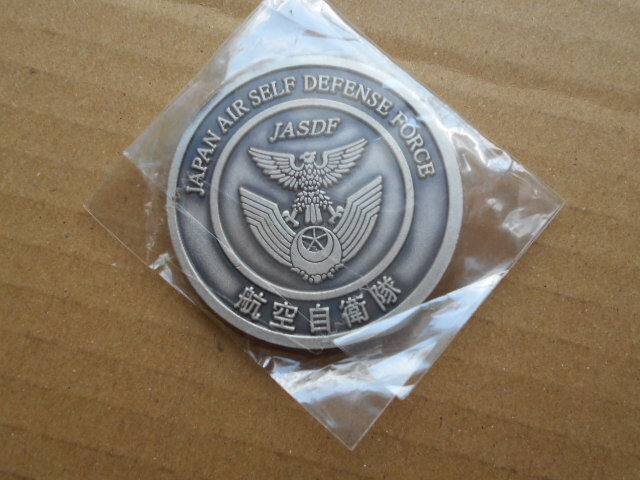 JAPAN AIR SELF DEFENSE FORCE
JASDF
航空自衛隊